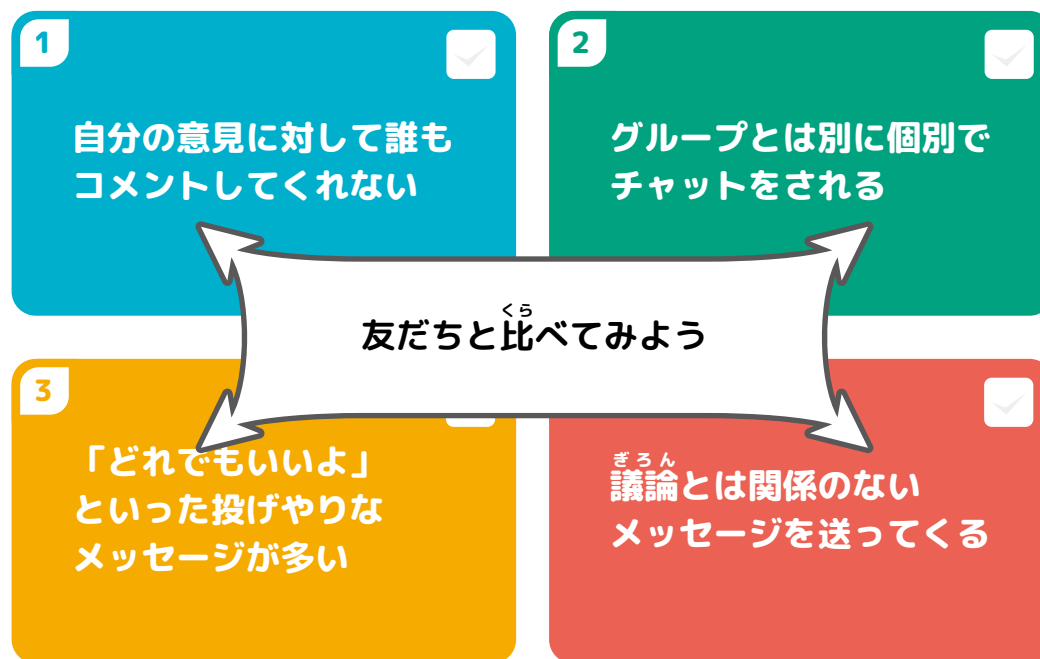 1
自分の意見に対して誰も
コメントしてくれない
2
グループとは別に個別で
チャットをされる
くら
友だちと比べてみよう
3
「どれでもいいよ」
といった投げやりな
メッセージが多い
ぎろん
議論とは関係のない
メッセージを送ってくる